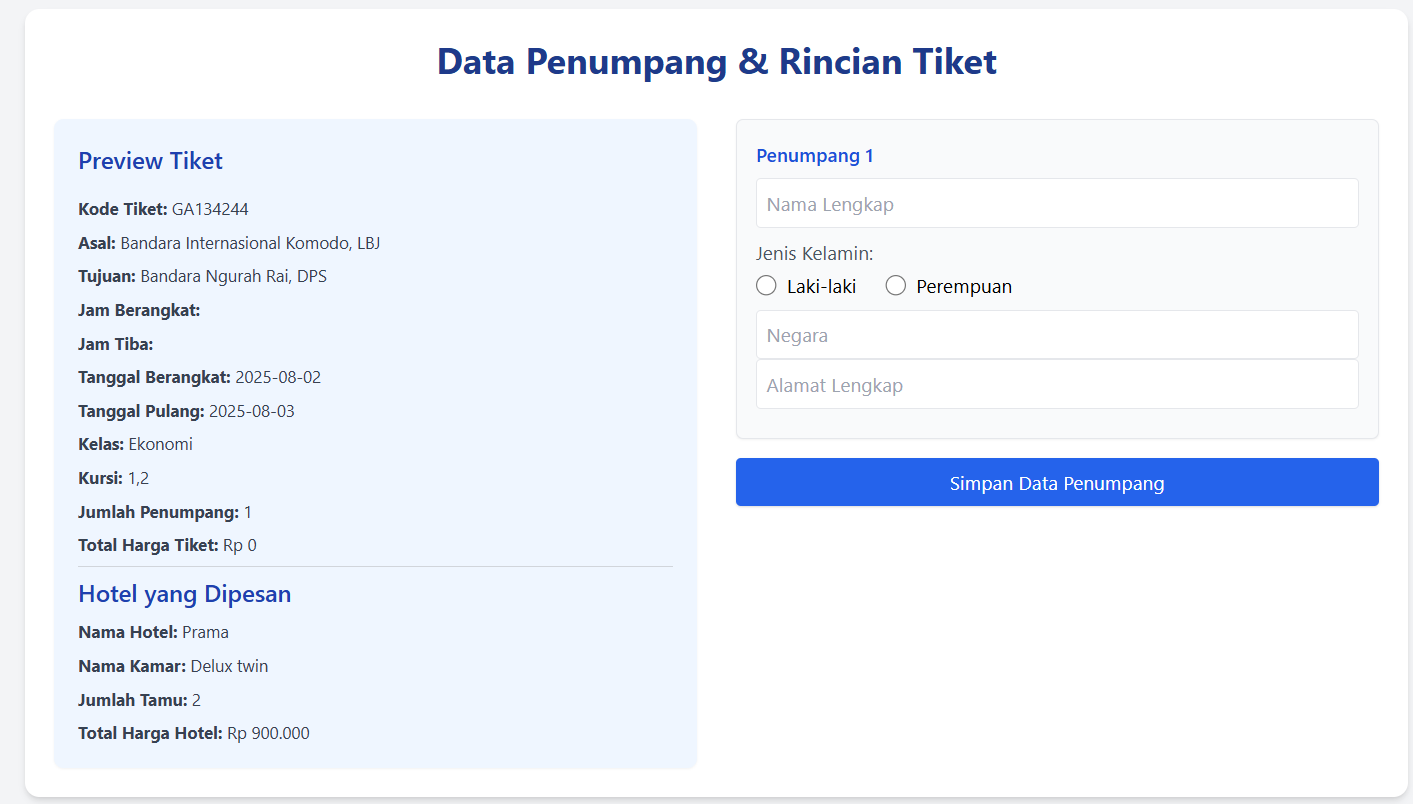 Data Penumpang & Rincian Tiket
Preview Tiket
Kode Tiket: GA134244
Asal: Bandara Internasional Komodo, LBJ
Tujuan: Bandara Ngurah Rai, DPS
Jam Berangkat:
Jam Tiba:
Tanggal Berangkat: 2025-08-02
Tanggal Pulang: 2025-08-03
Kelas: Ekonomi
Kursi: 1,2
Jumlah Penumpang: 1
Total Harga Tiket: Rp 0
Hotel yang Dipesan
Nama Hotel: Prama
Nama Kamar: Delux twin
Jumlah Tamu: 2
Total Harga Hotel: Rp 900.000
Penumpang 1
Nama Lengkap
Jenis Kelamin:
Laki-laki Perempuan
Negara
Alamat Lengkap
Simpan Data Penumpang